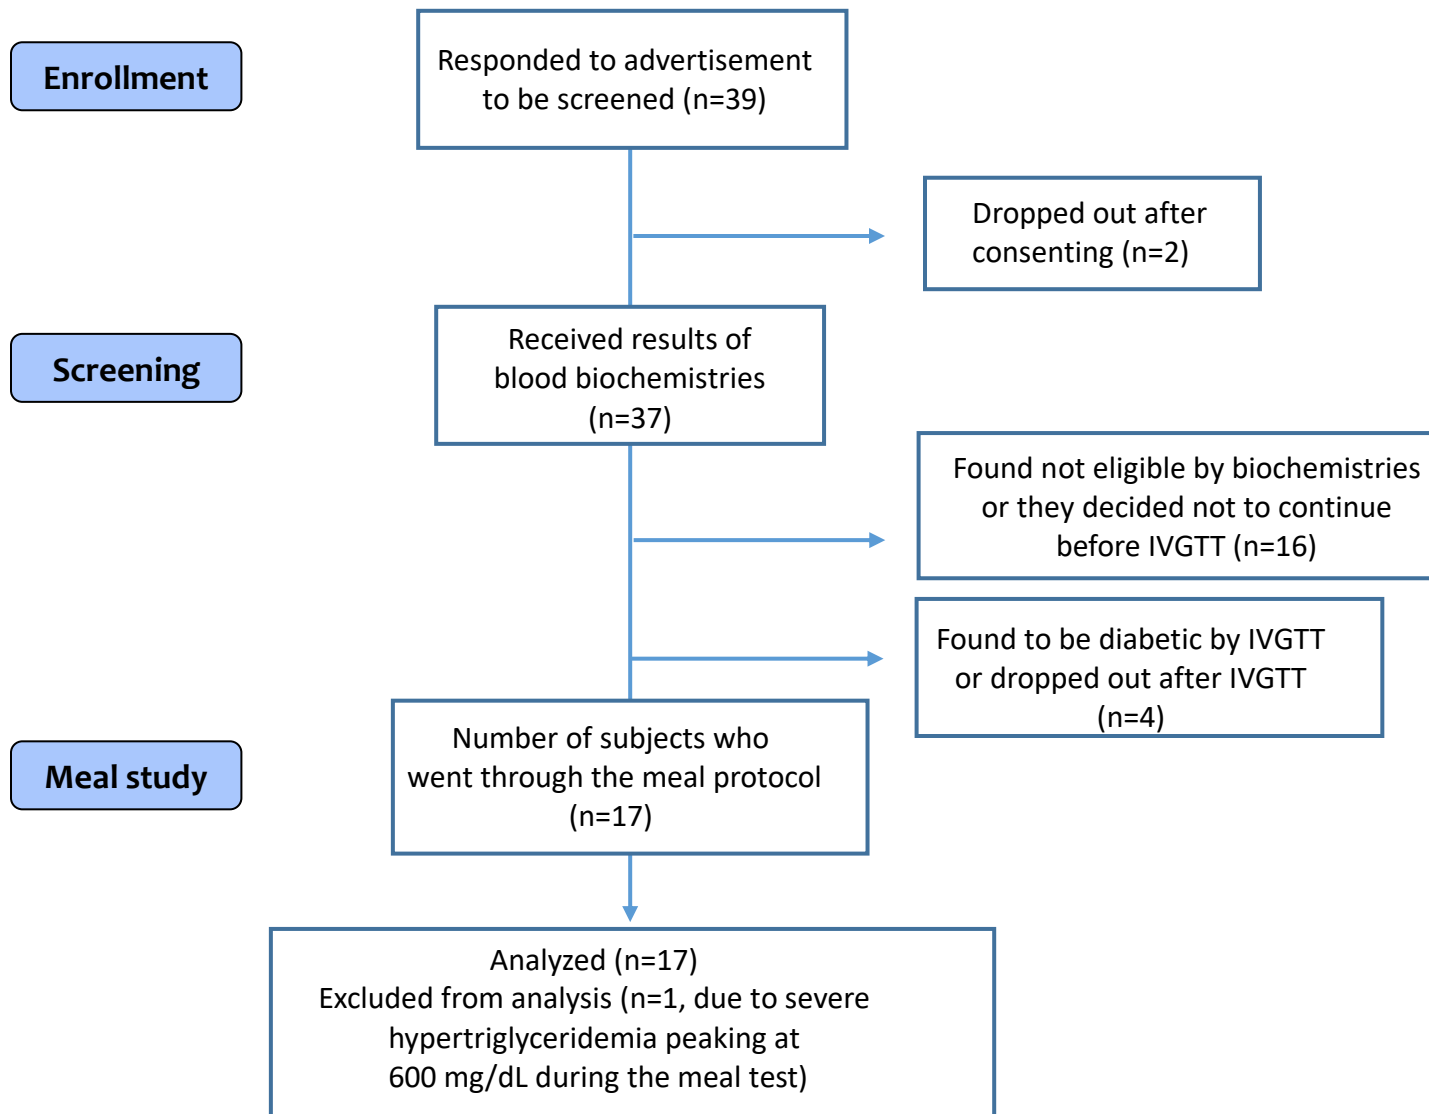 Enrollment
Responded to advertisement
to be screened (n=39)
Dropped out after
consenting (n=2)
Screening
Received results of
blood biochemistries
(n=37)
Found not eligible by biochemistries
or they decided not to continue
before IVGTT (n=16)
Found to be diabetic by IVGTT
or dropped out after IVGTT
(n=4)
Meal study
Number of subjects who
went through the meal protocol
(n=17)
Analyzed (n=17)
Excluded from analysis (n=1, due to severe
hypertriglyceridemia peaking at
600 mg/dL during the meal test)